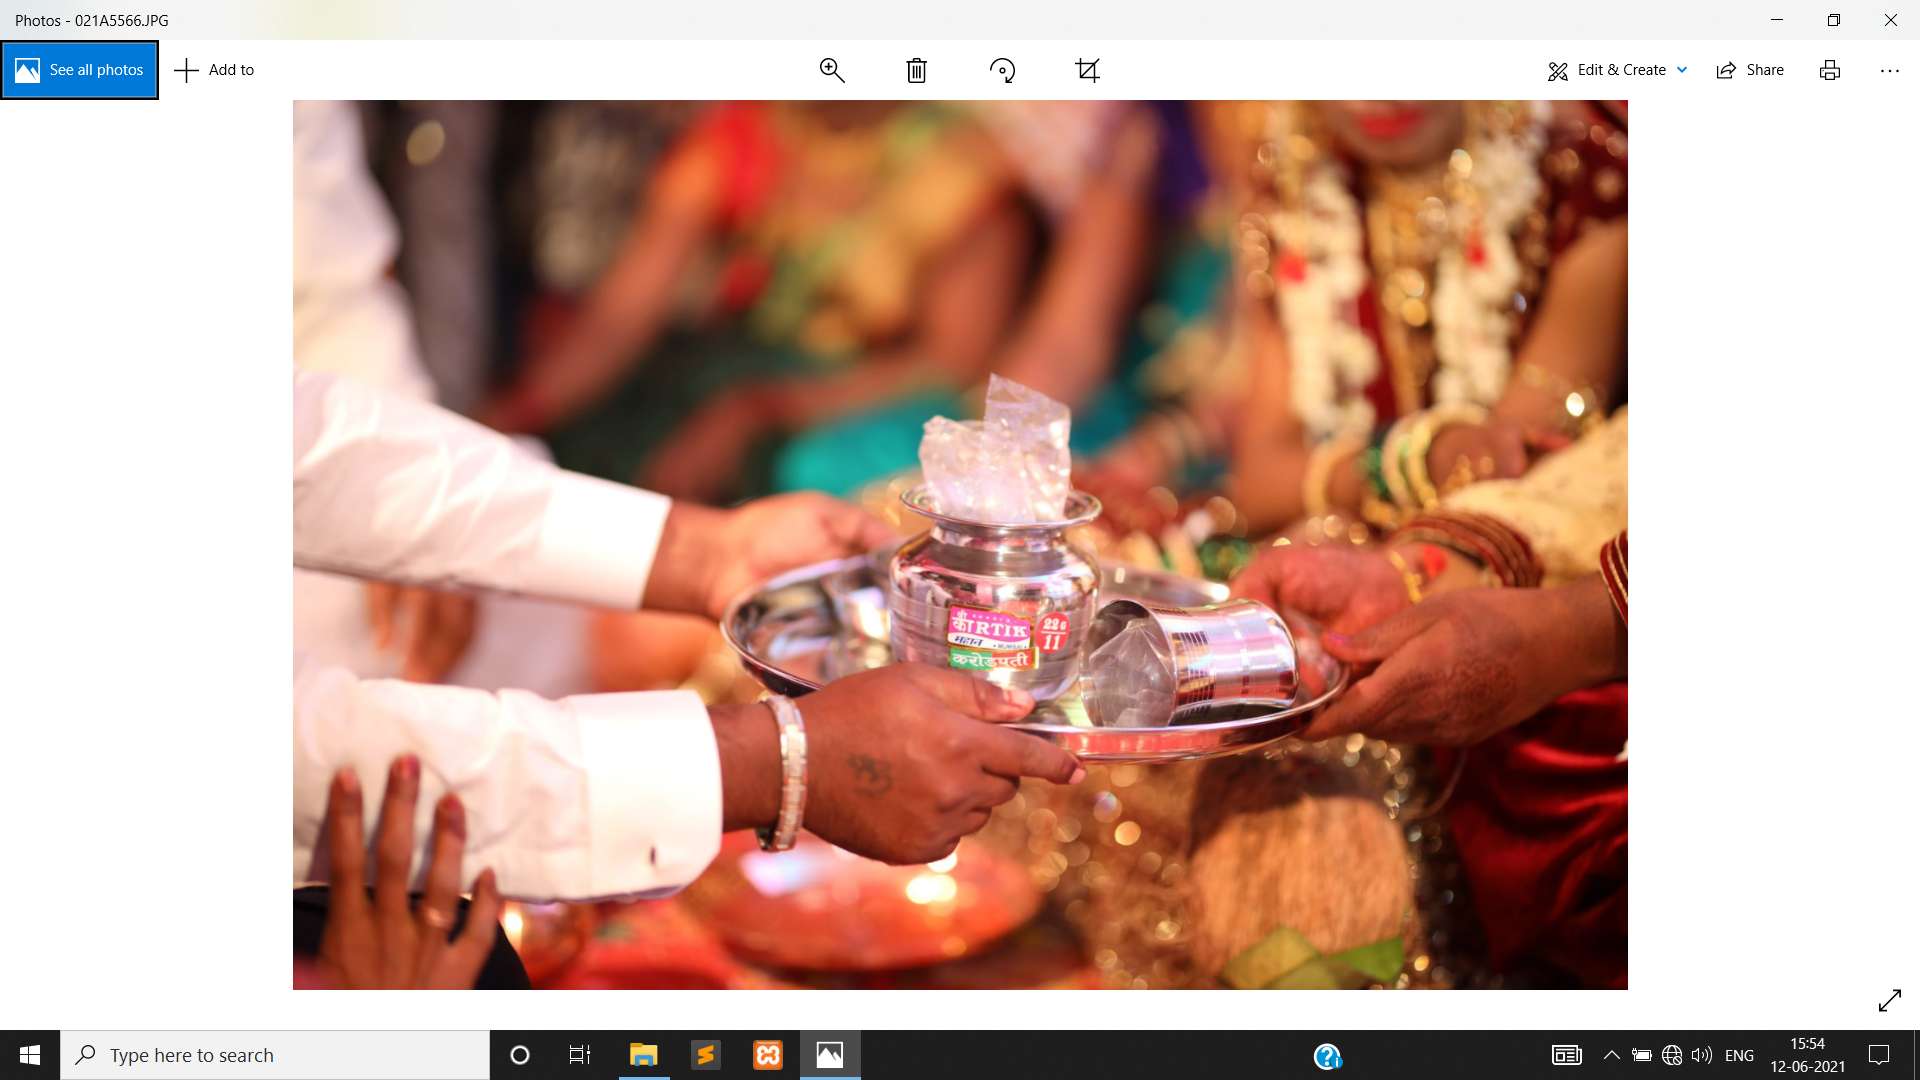 Photos - 021A5566.JPG
See all photos
Add to
Edit & Create
Share
श्री
काRTIK
महान
करोडपती
11
Type here to search
ENG
15:54
12-06-2021